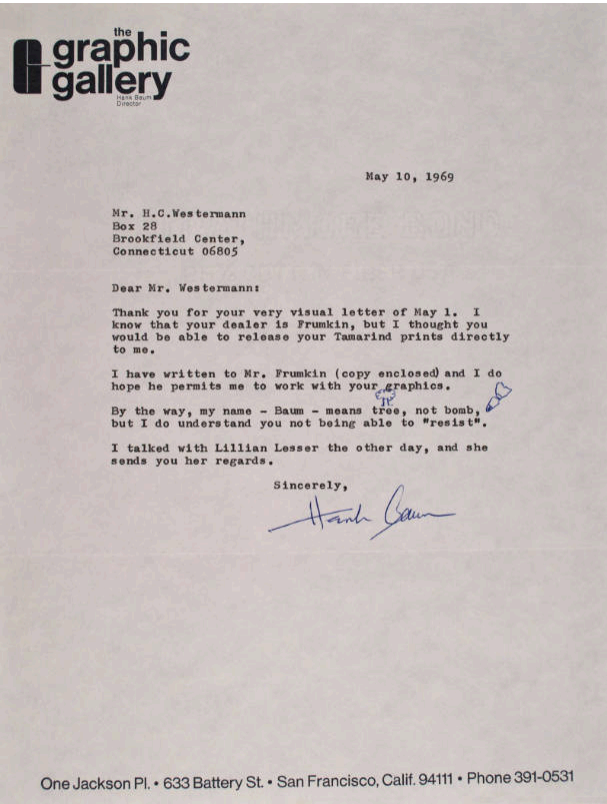 the
graphic
gallery
Hank Baum
Director
May 10, 1969
Mr. H.C.Westermann
Box 28
Brookfield Center,
Connecticut 06805
Dear Mr. Westermann:
Thank you for your very visual letter of May 1. I
know that your dealer is Frumkin, but I thought you
would be able to release your Tamarind prints directly
to me.
I have written to Mr. Frumkin (copy enclosed) and I do
hope he permits me to work with your graphics.
By the way, my name - Baum - means tree, not bomb,
but I do understand you not being able to "resist".
I talked with Lillian Lesser the other day, and she
sends you her regards.
Sincerely,
Hank Baum
One Jackson Pl. • 633 Battery St. • San Francisco, Calif. 94111 • Phone 391-0531